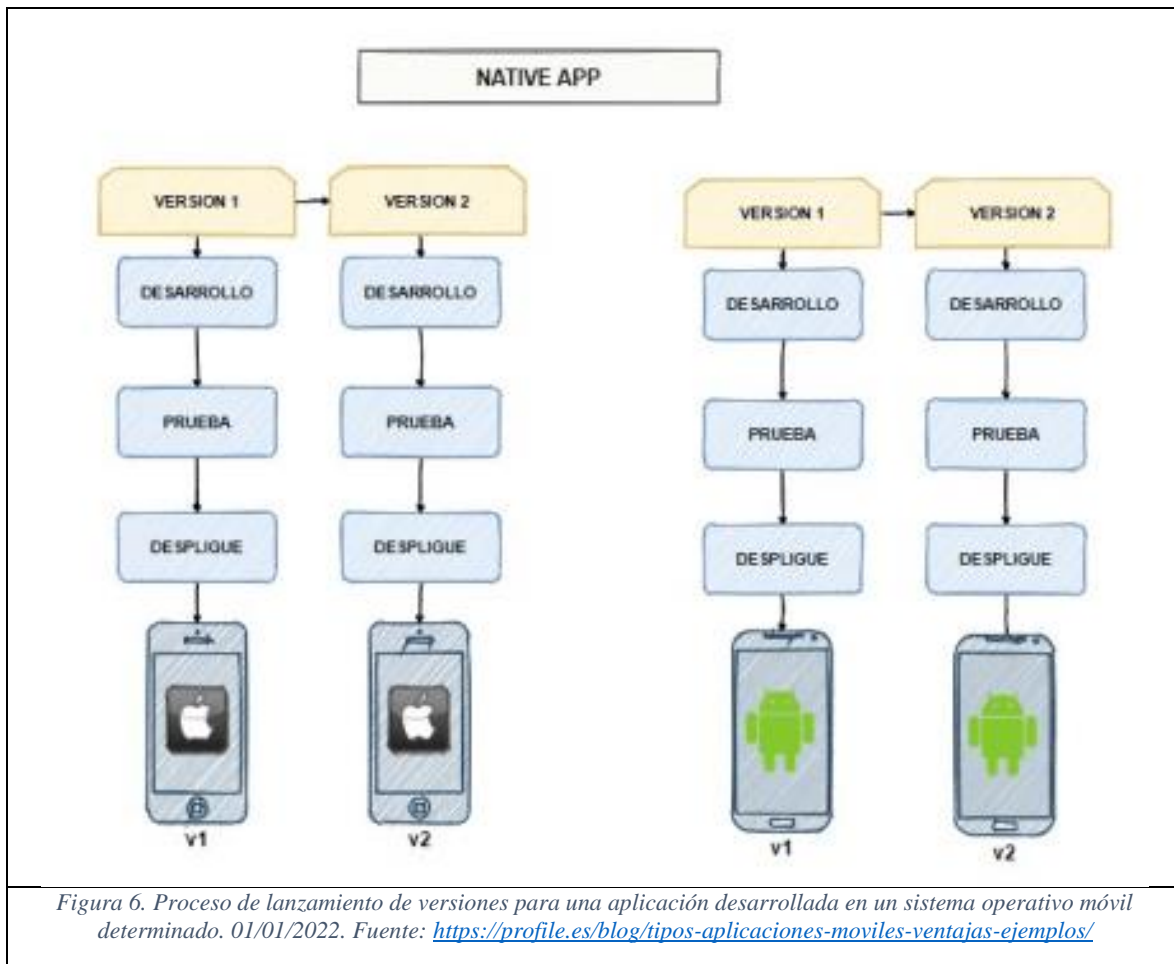 NATIVE APP
VERSION 1
VERSION 2
DESARROLLO
DESARROLLO
PRUEBA
PRUEBA
DESPLIGUE
DESPLIGUE
v1
v2
VERSION 1
VERSION 2
DESARROLLO
DESARROLLO
PRUEBA
PRUEBA
DESPLIGUE
DESPLIGUE
v1
v2
Figura 6. Proceso de lanzamiento de versiones para una aplicación desarrollada en un sistema operativo móvil
determinado. 01/01/2022. Fuente: https://profile.es/blog/tipos-aplicaciones-moviles-ventajas-ejemplos/